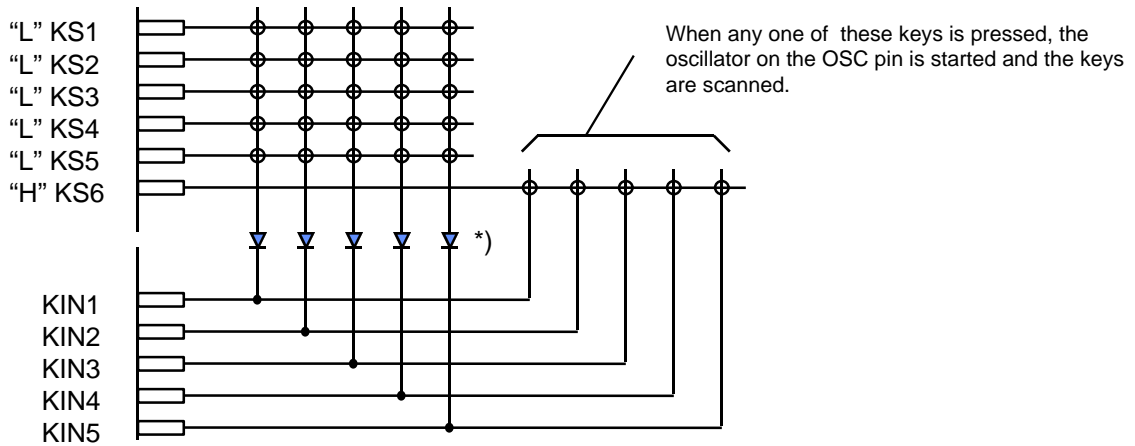 “L” KS1
“L” KS2
“L” KS3
“L” KS4
“L” KS5
“H” KS6
When any one of these keys is pressed, the
oscillator on the OSC pin is started and the keys
are scanned.
*)
KIN1
KIN2
KIN3
KIN4
KIN5